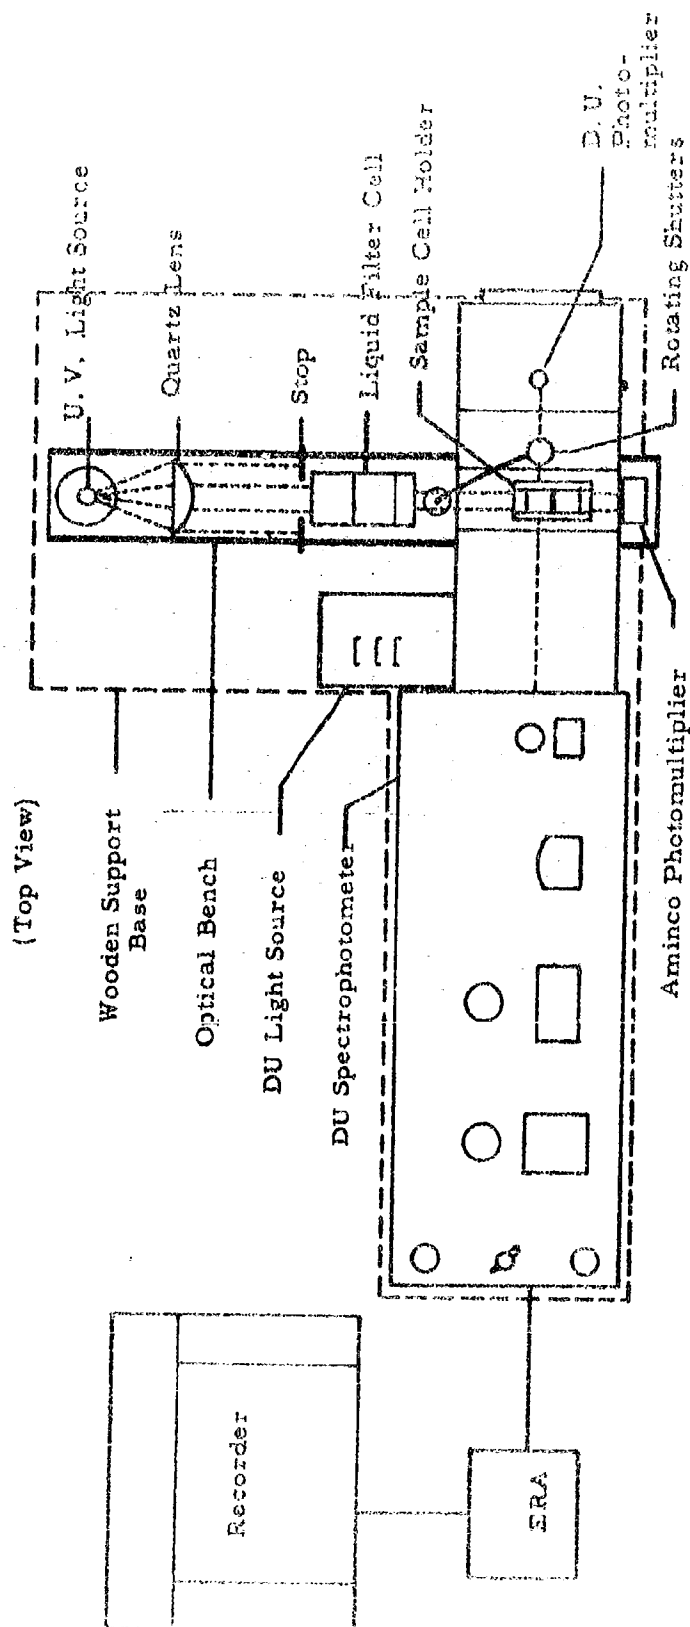 (Top View)
Wooden Support
Base
Optical Bench
DU Light Source
DU Spectrophotometer
U.V. Light Source
Quartz Lens
Stop
Liquid Filter Cell
Sample Cell Holder
D.U.
Photo-
multiplier
Rotating Shutters
Aminco Photomultiplier
Recorder
ERA